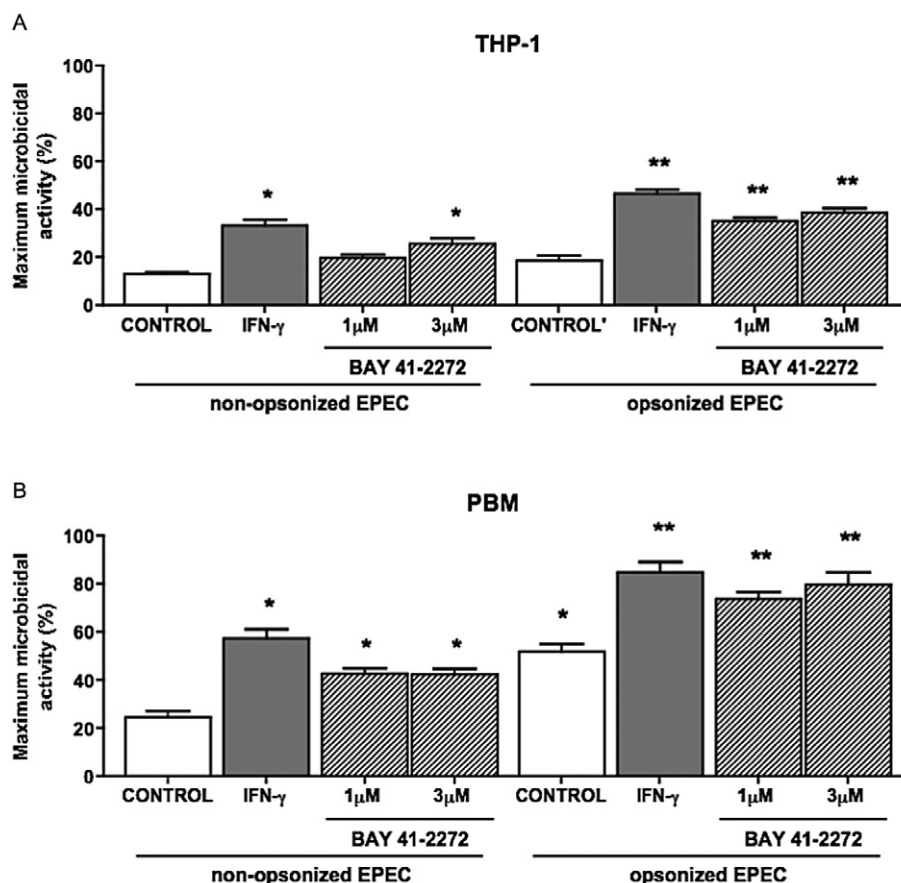 A
THP-1
Maximum microbicidal
activity (%)
100
80
60
40
20
0
*
*
**
**
**
CONTROL IFN-γ 1μM 3μM CONTROL' IFN-γ 1μM 3μM
BAY 41-2272 BAY 41-2272
non-opsonized EPEC opsonized EPEC
B
PBM
Maximum microbicidal
activity (%)
100
80
60
40
20
0
*
*
*
*
**
**
**
CONTROL IFN-γ 1μM 3μM CONTROL IFN-γ 1μM 3μM
BAY 41-2272 BAY 41-2272
non-opsonized EPEC opsonized EPEC